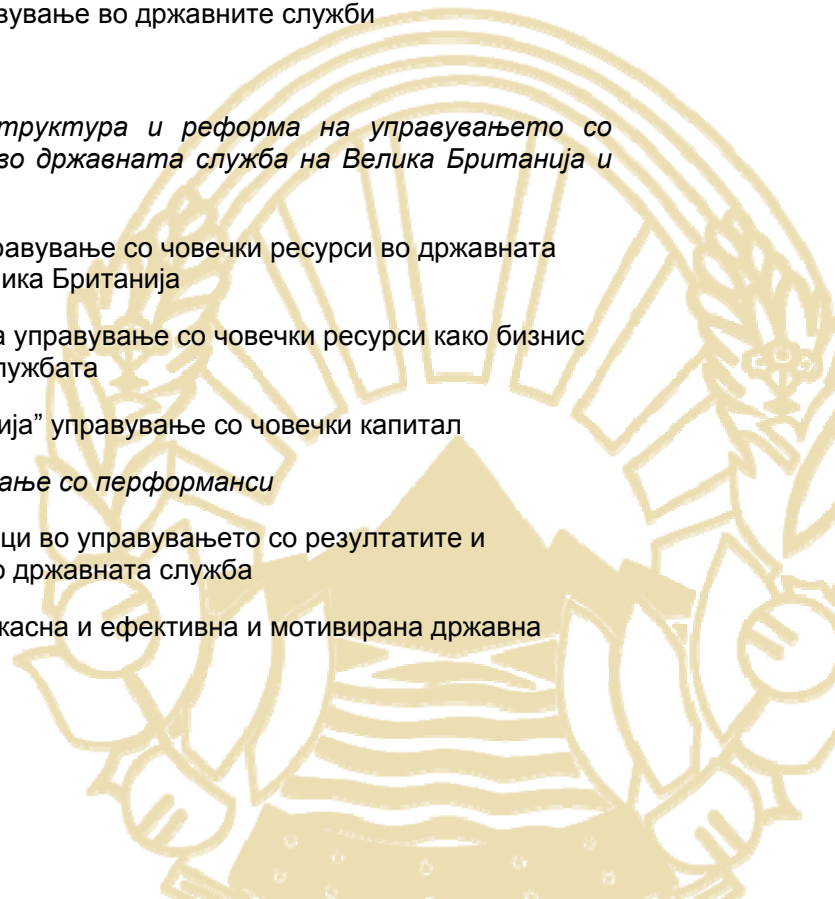 вување во државните служби
труктура и реформа на управувањето со
во државната служба на Велика Британија и
равување со човечки ресурси во државната
ика Британија
а управување со човечки ресурси како бизнис
лужбата
ија” управување со човечки капитал
ање со перформанси
ци во управувањето со резултатите и
о државната служба
касна и ефективна и мотивирана државна